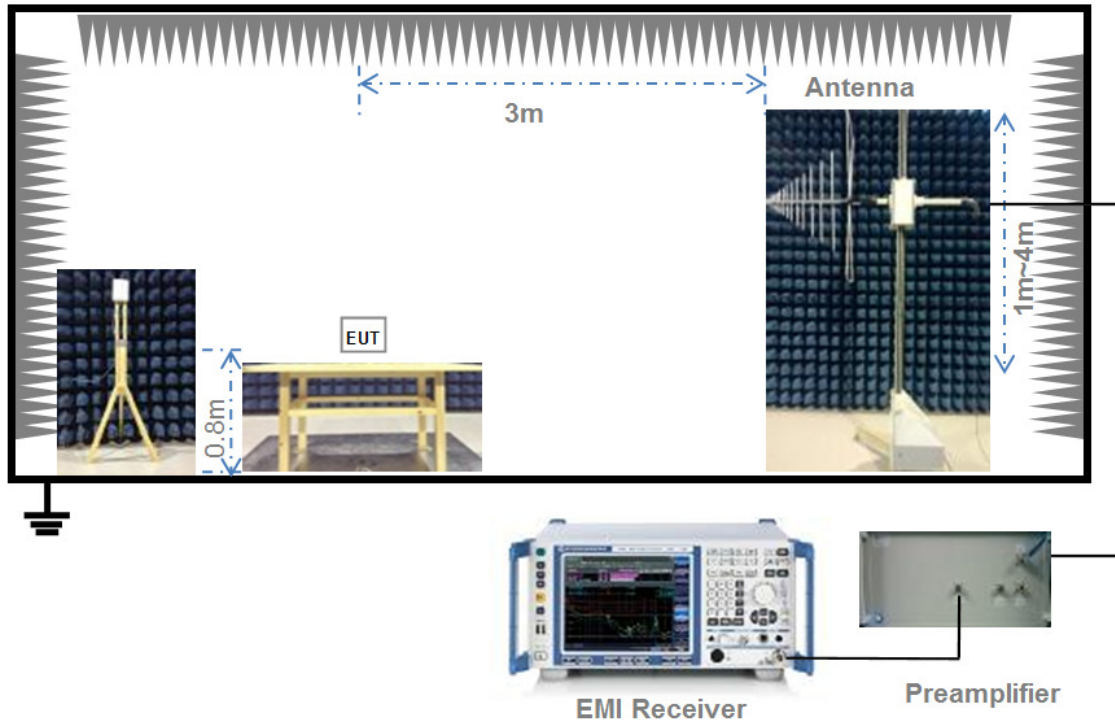 Antenna
3m
1m~4m
EUT
0.8m
EMI Receiver
Preamplifier